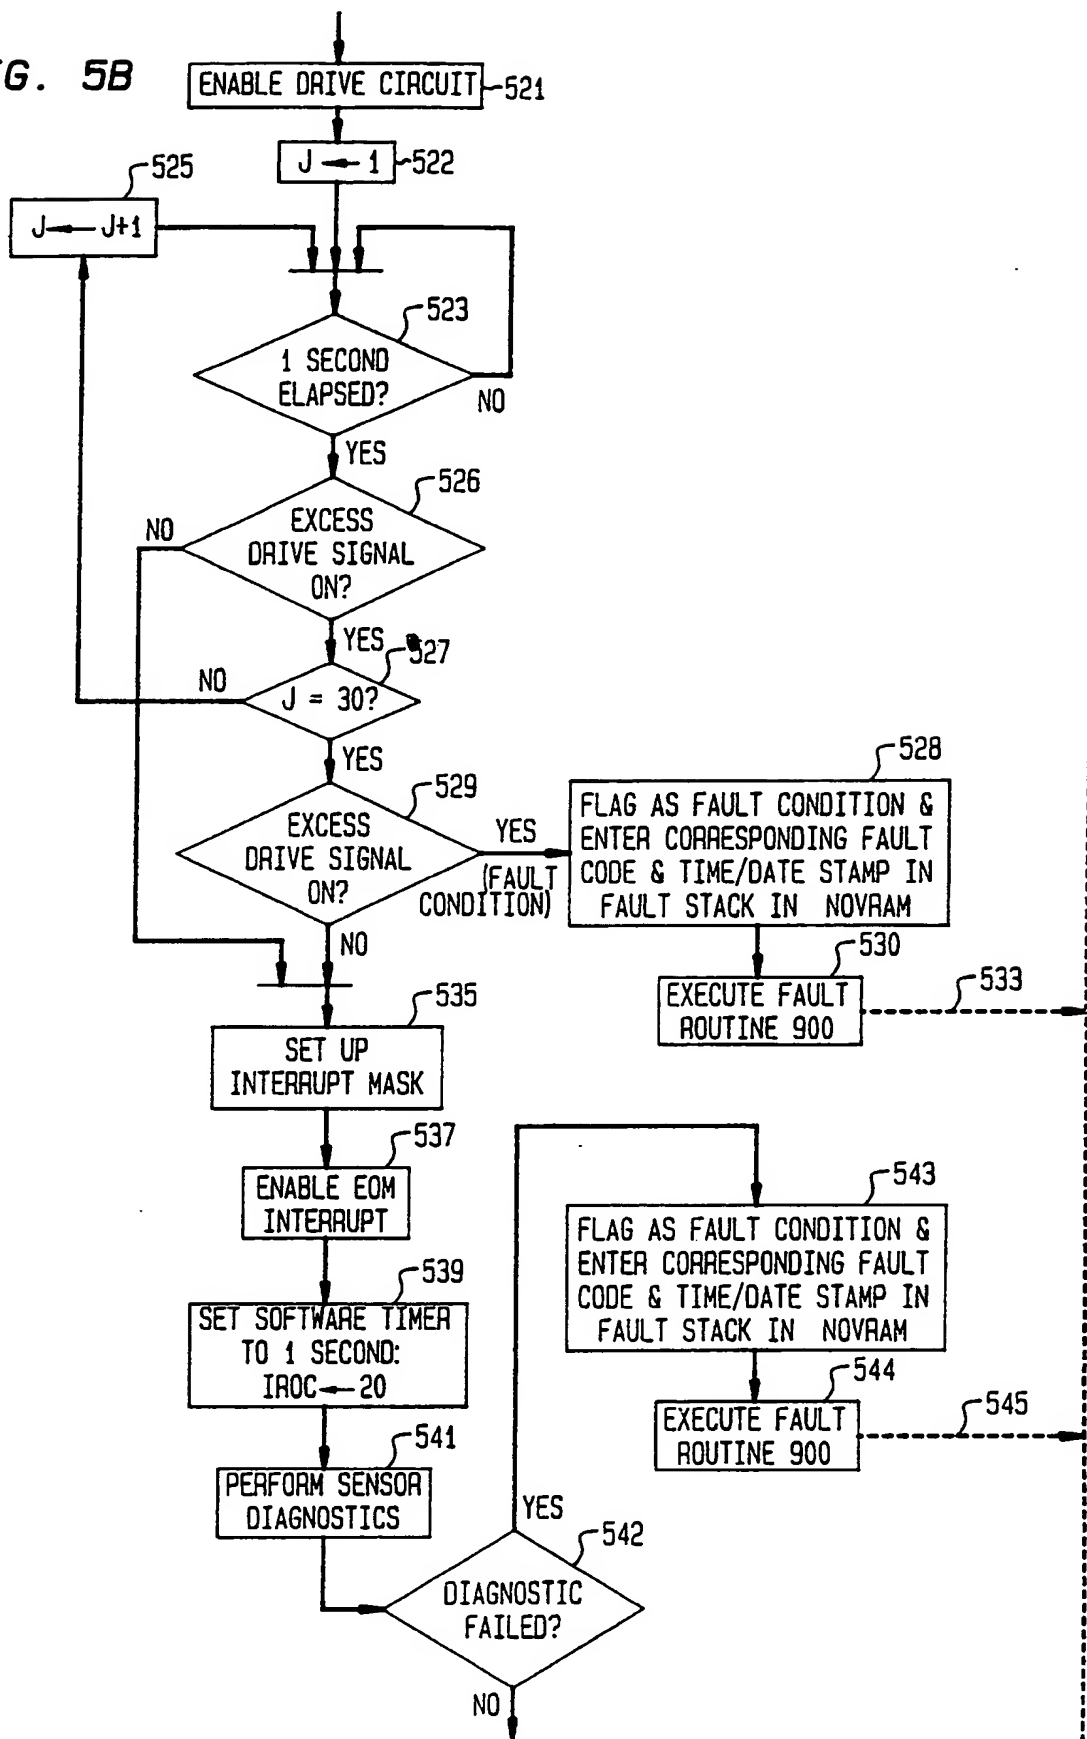 G. 5B
ENABLE DRIVE CIRCUIT
521
J ← 1
522
525
J ← J+1
523
1 SECOND
ELAPSED?
NO
YES
526
EXCESS
DRIVE SIGNAL
ON?
NO
YES
527
J = 30?
NO
YES
529
EXCESS
DRIVE SIGNAL
ON?
YES
(FAULT
CONDITION)
528
FLAG AS FAULT CONDITION &
ENTER CORRESPONDING FAULT
CODE & TIME/DATE STAMP IN
FAULT STACK IN NOVRAM
530
EXECUTE FAULT
ROUTINE 900
533
NO
535
SET UP
INTERRUPT MASK
537
ENABLE EOM
INTERRUPT
539
SET SOFTWARE TIMER
TO 1 SECOND:
IROC ← 20
541
PERFORM SENSOR
DIAGNOSTICS
542
DIAGNOSTIC
FAILED?
YES
543
FLAG AS FAULT CONDITION &
ENTER CORRESPONDING FAULT
CODE & TIME/DATE STAMP IN
FAULT STACK IN NOVRAM
544
EXECUTE FAULT
ROUTINE 900
545
NO